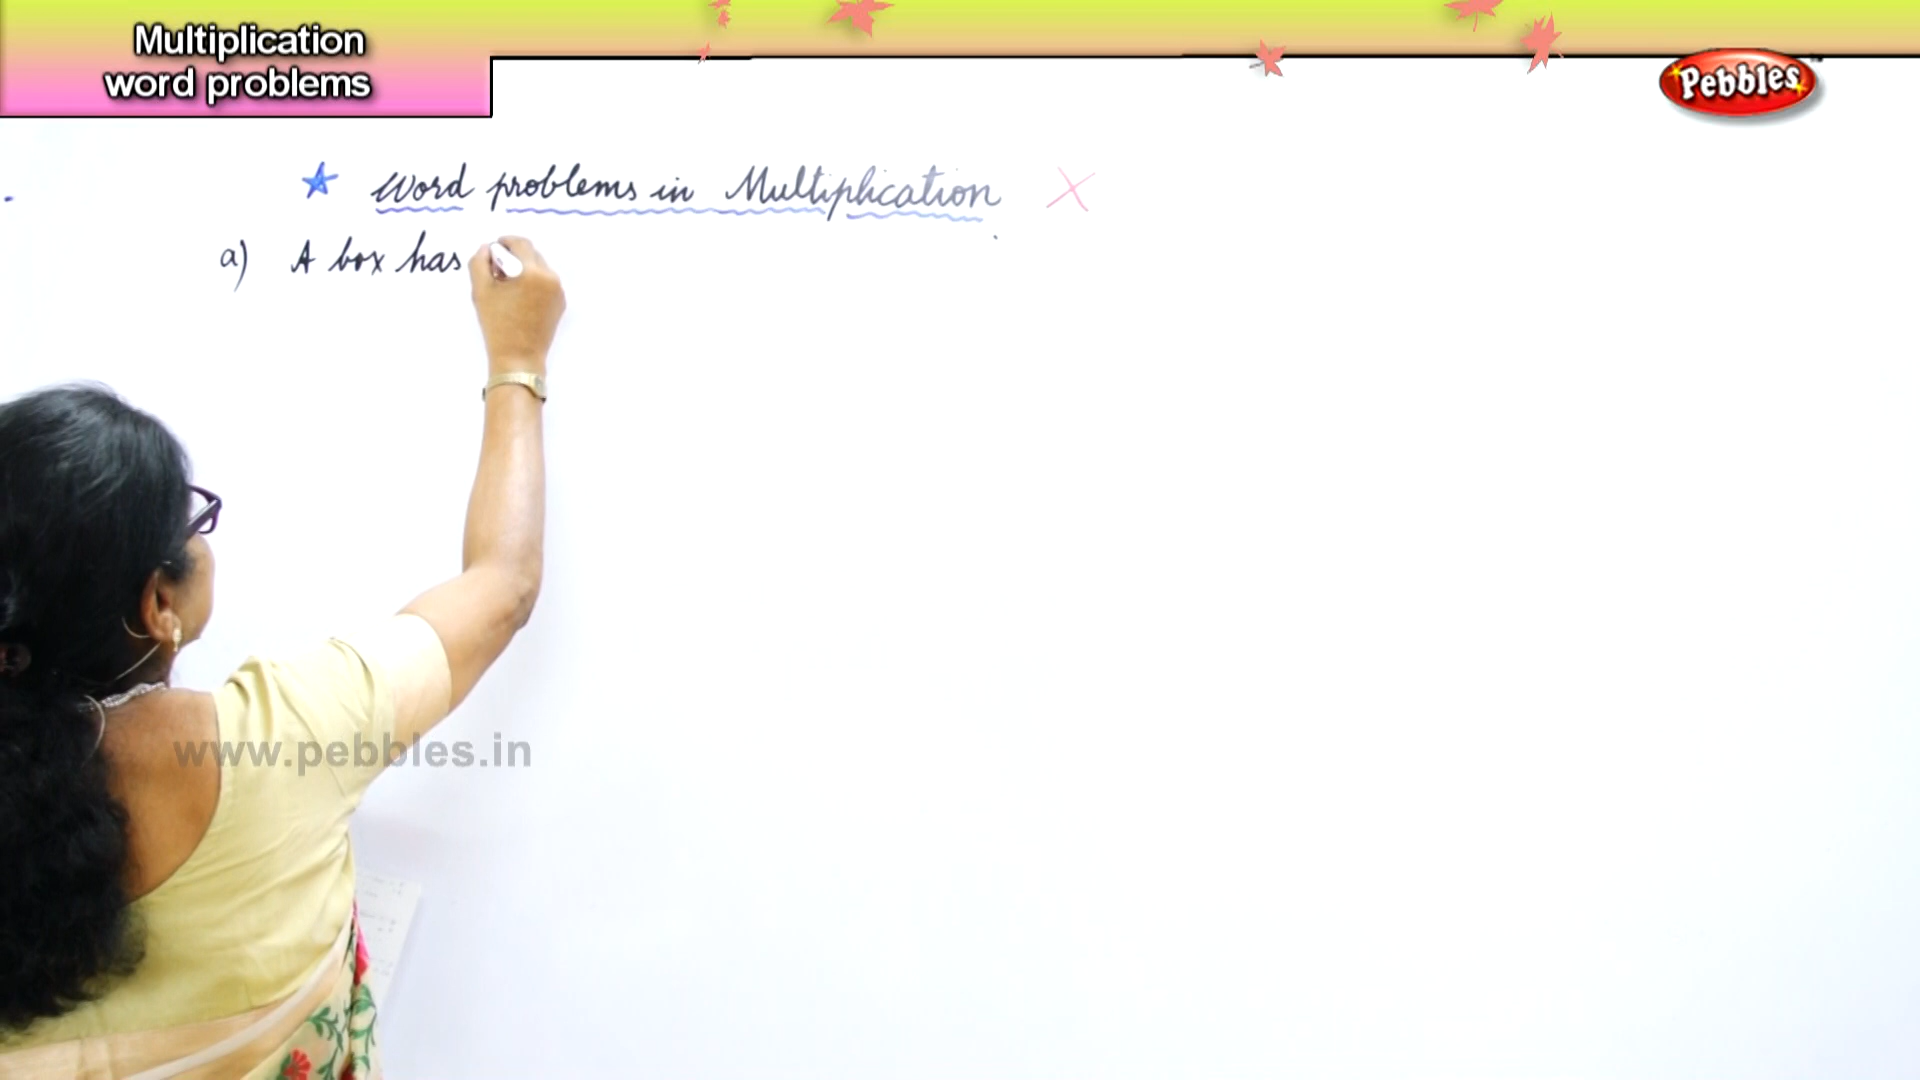 Multiplication
word problems
Pebbles
Word problems in Multiplication X
a) A box has
www.pebbles.in